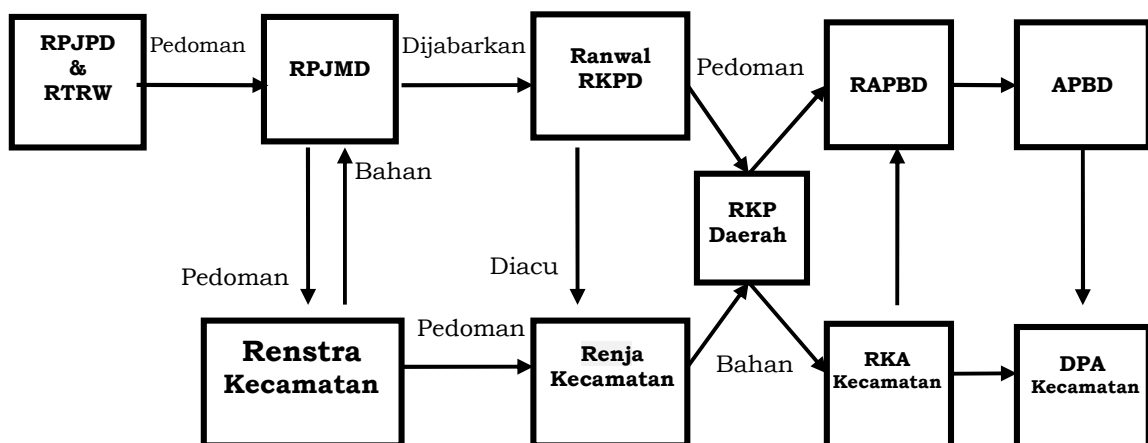 RPJPD
&
RTRW
Pedoman
RPJMD
Dijabarkan
Ranwal
RKPD
Pedoman
RAPBD
APBD
Bahan
RKP
Daerah
Pedoman
Diacu
Renstra
Kecamatan
Pedoman
Renja
Kecamatan
Bahan
RKA
Kecamatan
DPA
Kecamatan